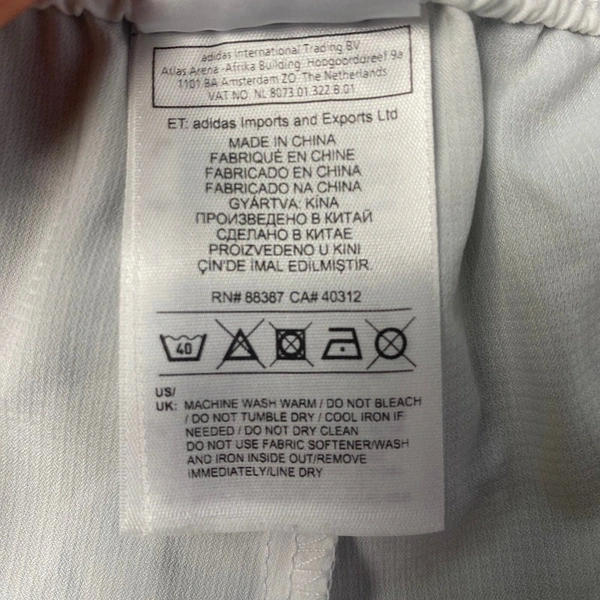 adidas International Trading BV
Atlas Arena -Afrika Building Hoogoorddreef 9a
1101 BA Amsterdam ZO The Netherlands
VAT NO. NL 8073.01.322.B.01
ET: adidas Imports and Exports Ltd
MADE IN CHINA
FABRIQUÉ EN CHINE
FABRICADO EN CHINA
FABRICADO NA CHINA
GYÁRTVA: KÍNA
ПРОИЗВЕДЕНО В КИТАЙ
СДЕЛАНО В КИТАЕ
PROIZVEDENO U KINI
ÇİN'DE İMAL EDİLMİŞTİR.
RN# 88387 CA# 40312
40
US/
UK: MACHINE WASH WARM / DO NOT BLEACH
/ DO NOT TUMBLE DRY / COOL IRON IF
NEEDED / DO NOT DRY CLEAN
DO NOT USE FABRIC SOFTENER/WASH
AND IRON INSIDE OUT/REMOVE
IMMEDIATELY/LINE DRY